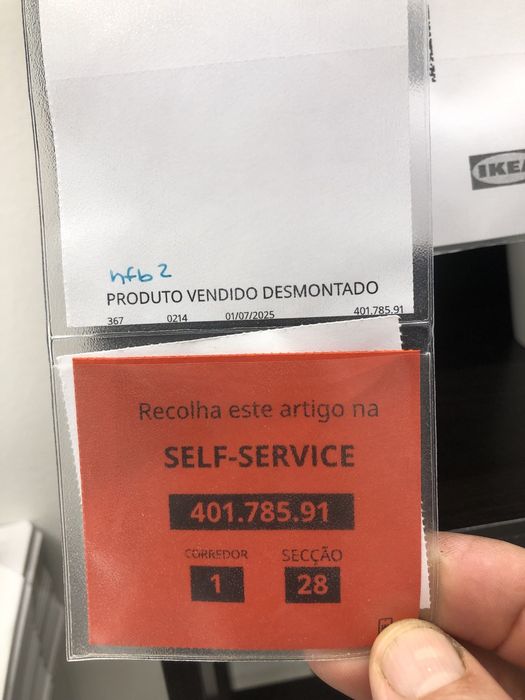 IKEA
hfb 2
PRODUTO VENDIDO DESMONTADO
367 0214 01/07/2025 401.785.91
Recolha este artigo na
SELF-SERVICE
401.785.91
CORREDOR SECÇÃO
1 28